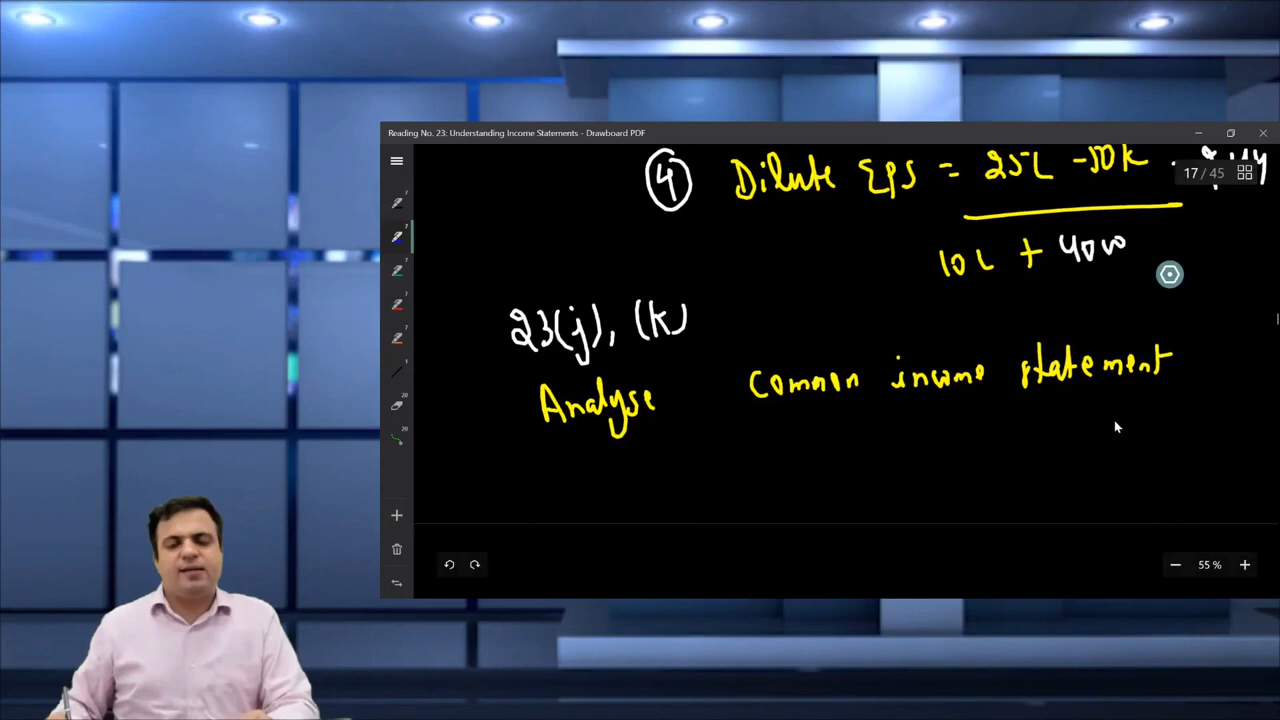 Reading No. 23: Understanding Income Statements - Drawboard PDF
17 / 45
④ Dilute EPS = 25L - 50K
10L + 4000
23(j), (k)
Analyse Common income statement
55 %